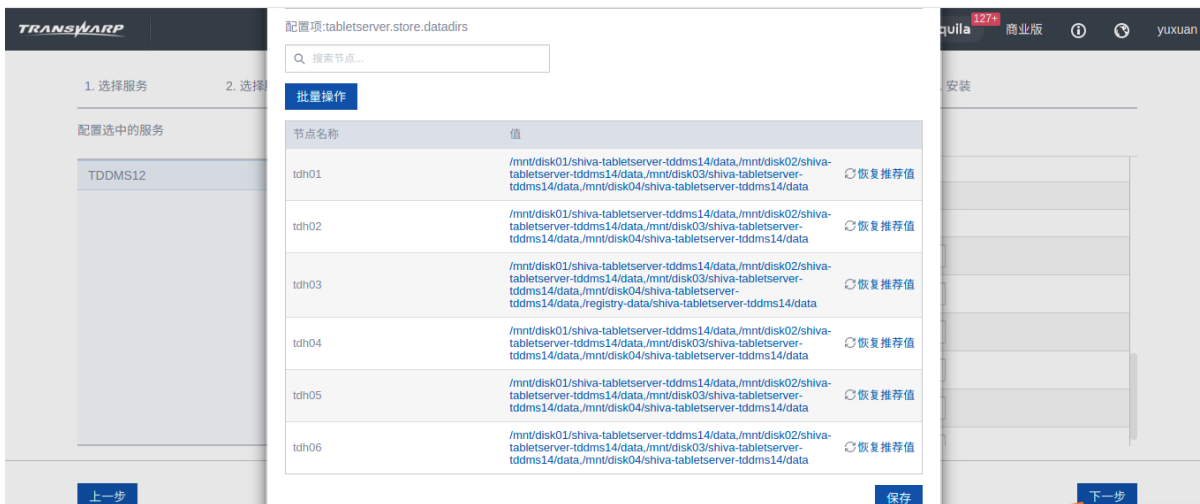 TRANSWARP
配置项:tabletserver.store.datadirs
quila
127+
商业版
yuxuan
搜索节点...
1. 选择服务
2. 选择
安装
批量操作
配置选中的服务
节点名称
值
TDDMS12
tdh01
/mnt/disk01/shiva-tabletserver-tddms14/data,/mnt/disk02/shiva-
tabletserver-tddms14/data,/mnt/disk03/shiva-tabletserver-
tddms14/data,/mnt/disk04/shiva-tabletserver-tddms14/data
恢复推荐值
tdh02
/mnt/disk01/shiva-tabletserver-tddms14/data,/mnt/disk02/shiva-
tabletserver-tddms14/data,/mnt/disk03/shiva-tabletserver-
tddms14/data,/mnt/disk04/shiva-tabletserver-tddms14/data
恢复推荐值
tdh03
/mnt/disk01/shiva-tabletserver-tddms14/data,/mnt/disk02/shiva-
tabletserver-tddms14/data,/mnt/disk03/shiva-tabletserver-
tddms14/data,/mnt/disk04/shiva-tabletserver-
tddms14/data,/registry-data/shiva-tabletserver-tddms14/data
恢复推荐值
tdh04
/mnt/disk01/shiva-tabletserver-tddms14/data,/mnt/disk02/shiva-
tabletserver-tddms14/data,/mnt/disk03/shiva-tabletserver-
tddms14/data,/mnt/disk04/shiva-tabletserver-tddms14/data
恢复推荐值
tdh05
/mnt/disk01/shiva-tabletserver-tddms14/data,/mnt/disk02/shiva-
tabletserver-tddms14/data,/mnt/disk03/shiva-tabletserver-
tddms14/data,/mnt/disk04/shiva-tabletserver-tddms14/data
恢复推荐值
tdh06
/mnt/disk01/shiva-tabletserver-tddms14/data,/mnt/disk02/shiva-
tabletserver-tddms14/data,/mnt/disk03/shiva-tabletserver-
tddms14/data,/mnt/disk04/shiva-tabletserver-tddms14/data
恢复推荐值
上一步
保存
下一步